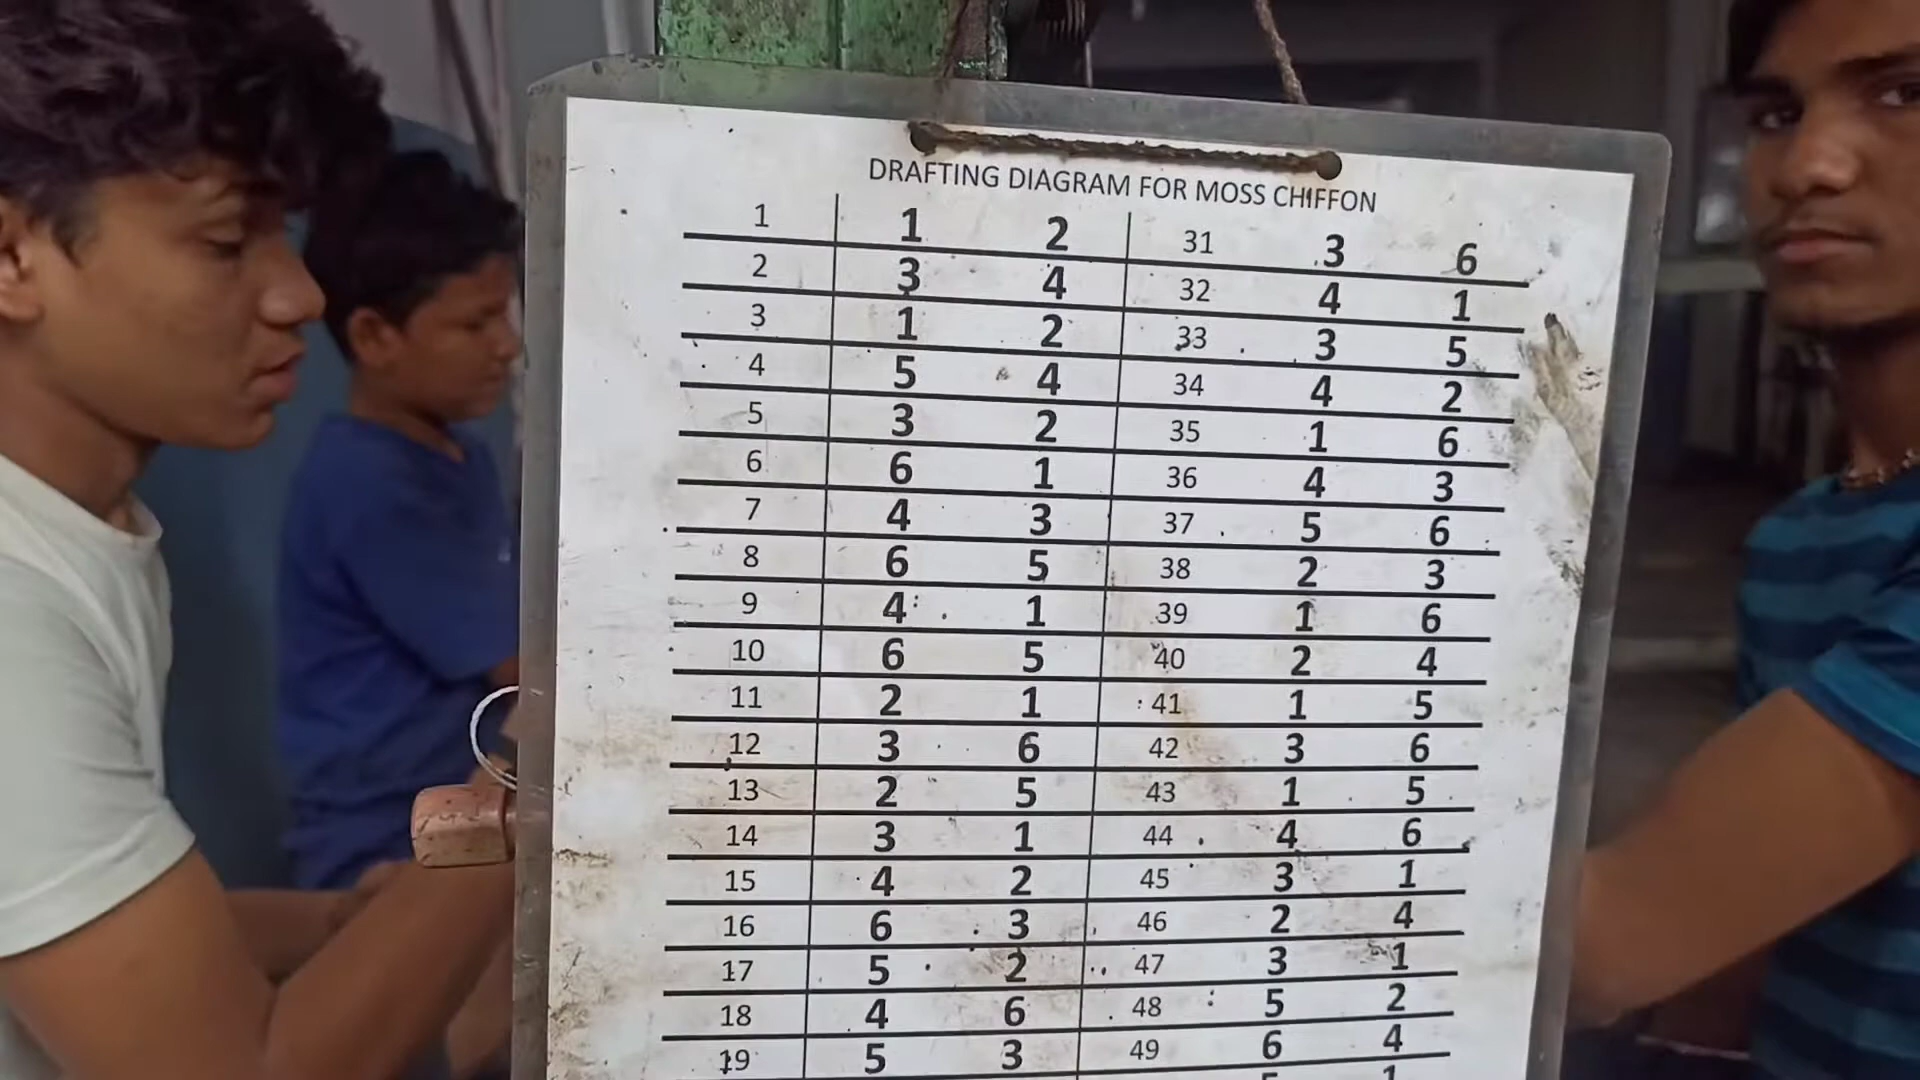 DRAFTING DIAGRAM FOR MOSS CHIFFON
1 1 2 31 3 6
2 3 4 32 4 1
3 1 2 33 3 5
4 5 4 34 4 2
5 3 2 35 1 6
6 6 1 36 4 3
7 4 3 37 5 6
8 6 5 38 2 3
9 4 1 39 1 6
10 6 5 40 2 4
11 2 1 41 1 5
12 3 6 42 3 6
13 2 5 43 1 5
14 3 1 44 4 6
15 4 2 45 3 1
16 6 3 46 2 4
17 5 2 47 3 1
18 4 6 48 5 2
19 5 3 49 6 4